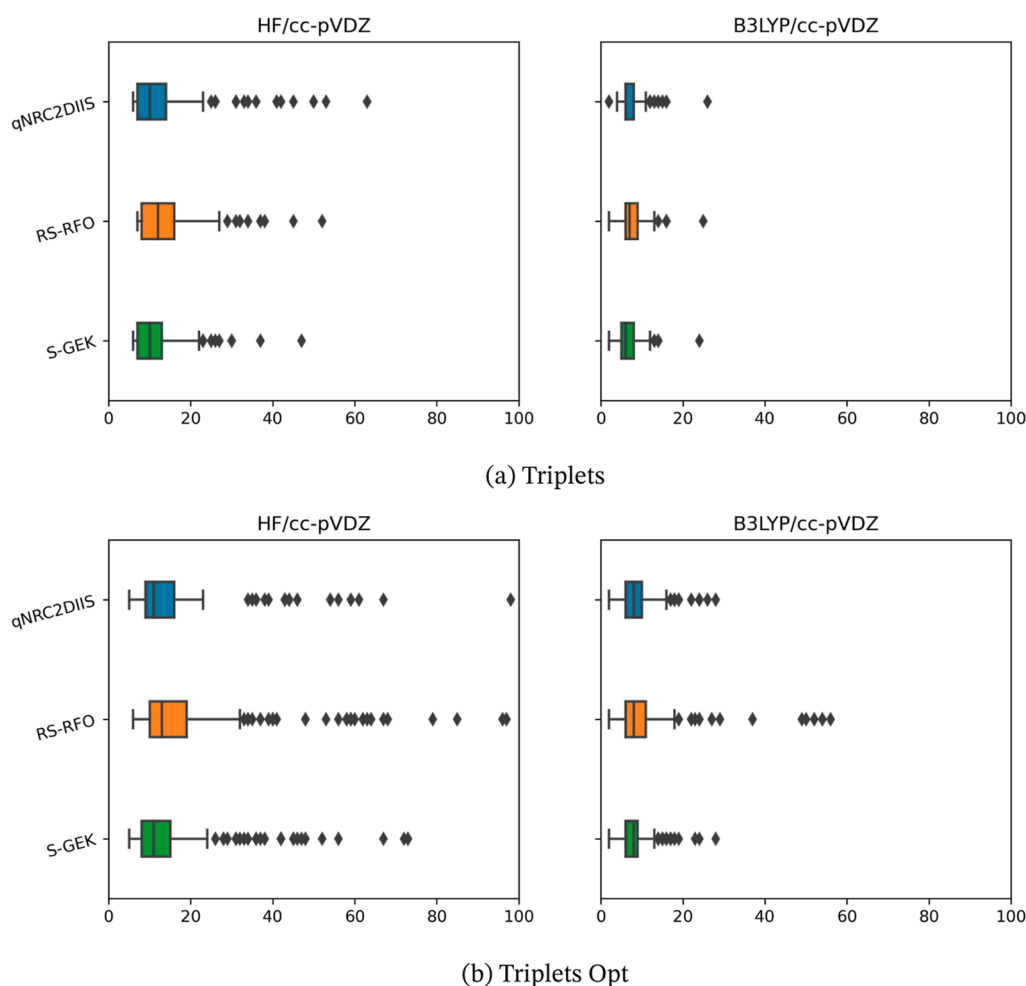 HF/cc-pVDZ B3LYP/cc-pVDZ
qNRC2DIIS
RS-RFO
S-GEK
0 20 40 60 80 100 0 20 40 60 80 100
(a) Triplets
HF/cc-pVDZ B3LYP/cc-pVDZ
qNRC2DIIS
RS-RFO
S-GEK
0 20 40 60 80 100 0 20 40 60 80 100
(b) Triplets Opt